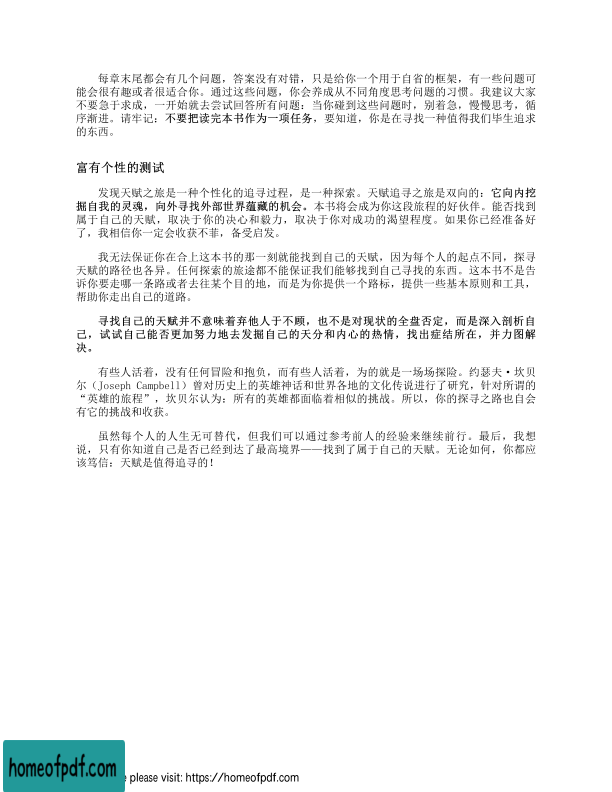 每章末尾都会有几个问题，答案没有对错，只是给你一个用于自省的框架，有一些问题可
能会很有趣或者很适合你。通过这些问题，你会养成从不同角度思考问题的习惯。我建议大家
不要急于求成，一开始就去尝试回答所有问题：当你碰到这些问题时，别着急，慢慢思考，循
序渐进。请牢记：不要把读完本书作为一项任务，要知道，你是在寻找一种值得我们毕生追求
的东西。
富有个性的测试
发现天赋之旅是一种个性化的追寻过程，是一种探索。天赋追寻之旅是双向的：它向内挖
掘自我的灵魂，向外寻找外部世界蕴藏的机会。本书将会成为你这段旅程的好伙伴。能否找到
属于自己的天赋，取决于你的决心和毅力，取决于你对成功的渴望程度。如果你已经准备好
了，我相信你一定会收获不菲，备受启发。
我无法保证你在合上这本书的那一刻就能找到自己的天赋，因为每个人的起点不同，探寻
天赋的路径也各异。任何探索的旅途都不能保证我们能够找到自己寻找的东西。这本书不是告
诉你要走哪一条路或者去往某个目的地，而是为你提供一个路标，提供一些基本原则和工具，
帮助你走出自己的道路。
寻找自己的天赋并不意味着弃他人于不顾，也不是对现状的全盘否定，而是深入剖析自
己，试试自己能否更加努力地去发掘自己的天分和内心的热情，找出症结所在，并力图解
决。
有些人活着，没有任何冒险和抱负，而有些人活着，为的就是一场场探险。约瑟夫·坎贝
尔（Joseph Campbell）曾对历史上的英雄神话和世界各地的文化传说进行了研究，针对所谓的
“英雄的旅程”，坎贝尔认为：所有的英雄都面临着相似的挑战。所以，你的探寻之路也自会
有它的挑战和收获。
虽然每个人的人生无可替代，但我们可以通过参考前人的经验来继续前行。最后，我想
说，只有你知道自己是否已经到达了最高境界——找到了属于自己的天赋。无论如何，你都应
该笃信：天赋是值得追寻的！
homeofpdf.com
please visit: https://homeofpdf.com